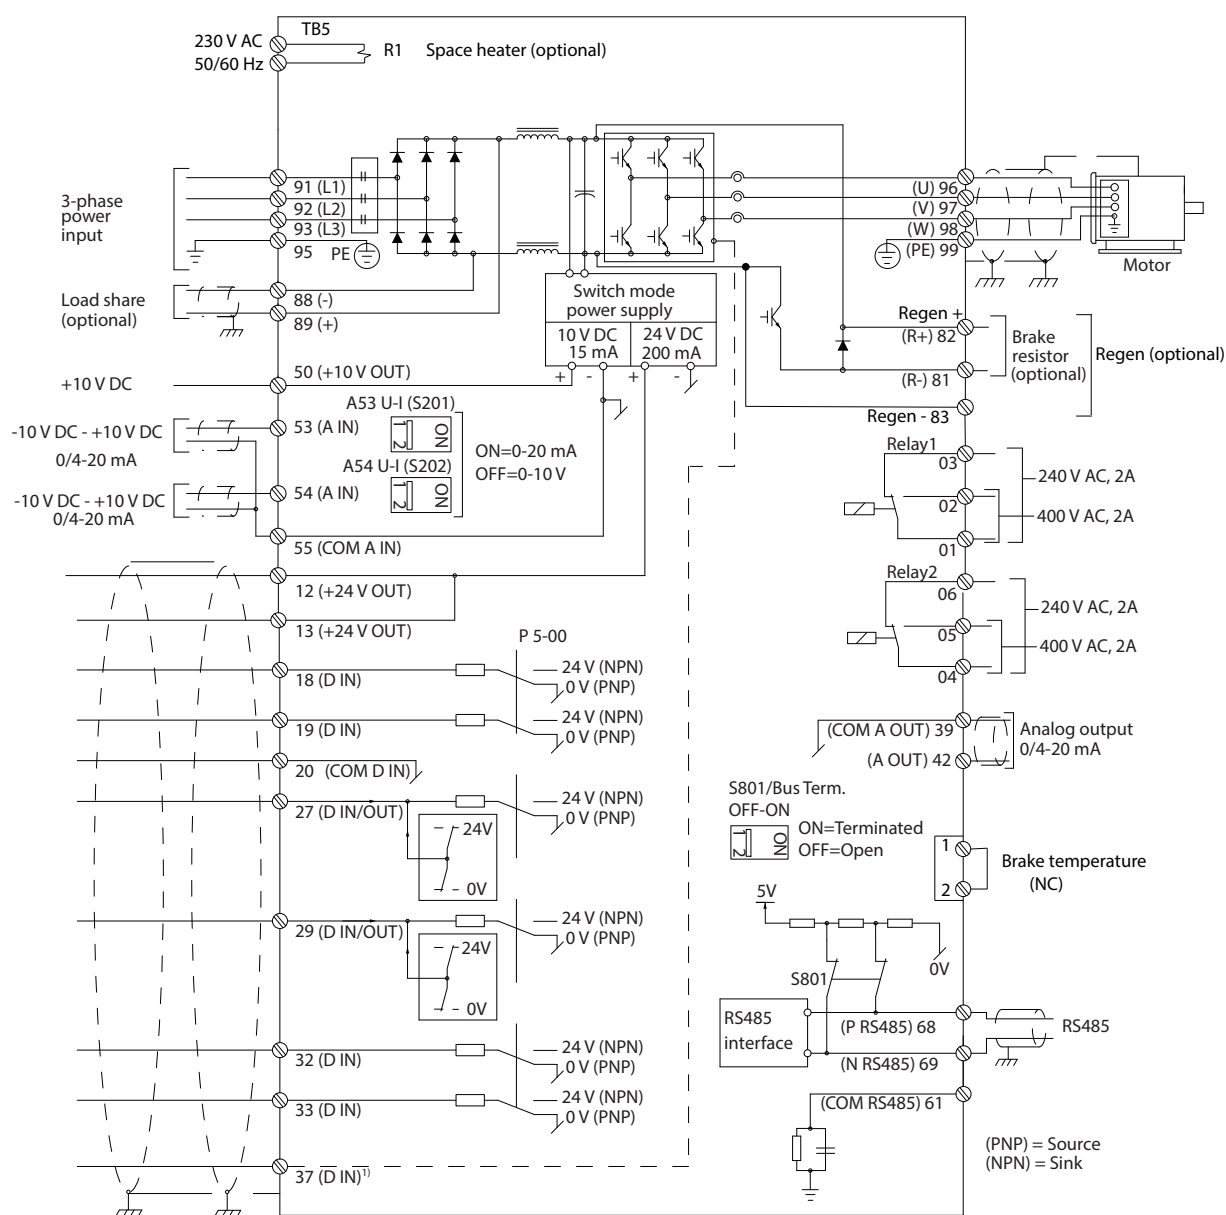 TB5
230 V AC
50/60 Hz
R1
Space heater (optional)
3-phase
power
input
91 (L1)
92 (L2)
93 (L3)
95 PE
(U) 96
(V) 97
(W) 98
(PE) 99
Motor
Load share
(optional)
88 (-)
89 (+)
Switch mode
power supply
10 V DC
15 mA
24 V DC
200 mA
+ - + -
Regen +
(R+) 82
Brake
resistor
(optional)
Regen (optional)
(R-) 81
Regen - 83
+10 V DC
50 (+10 V OUT)
A53 U-I (S201)
1 2 ON
-10 V DC - +10 V DC
0/4-20 mA
53 (A IN)
ON=0-20 mA
OFF=0-10 V
A54 U-I (S202)
1 2 ON
-10 V DC - +10 V DC
0/4-20 mA
54 (A IN)
55 (COM A IN)
Relay1
03
240 V AC, 2A
02
400 V AC, 2A
01
12 (+24 V OUT)
13 (+24 V OUT)
Relay2
06
240 V AC, 2A
05
400 V AC, 2A
04
P 5-00
18 (D IN)
24 V (NPN)
0 V (PNP)
19 (D IN)
24 V (NPN)
0 V (PNP)
20 (COM D IN)
27 (D IN/OUT)
24 V (NPN)
0 V (PNP)
24V
0V
29 (D IN/OUT)
24 V (NPN)
0 V (PNP)
24V
0V
32 (D IN)
24 V (NPN)
0 V (PNP)
33 (D IN)
24 V (NPN)
0 V (PNP)
37 (D IN)1)
(COM A OUT) 39
(A OUT) 42
Analog output
0/4-20 mA
S801/Bus Term.
OFF-ON
1 2 ON
ON=Terminated
OFF=Open
1
2
Brake temperature
(NC)
5V
0V
S801
RS485
interface
(P RS485) 68
(N RS485) 69
RS485
(COM RS485) 61
(PNP) = Source
(NPN) = Sink